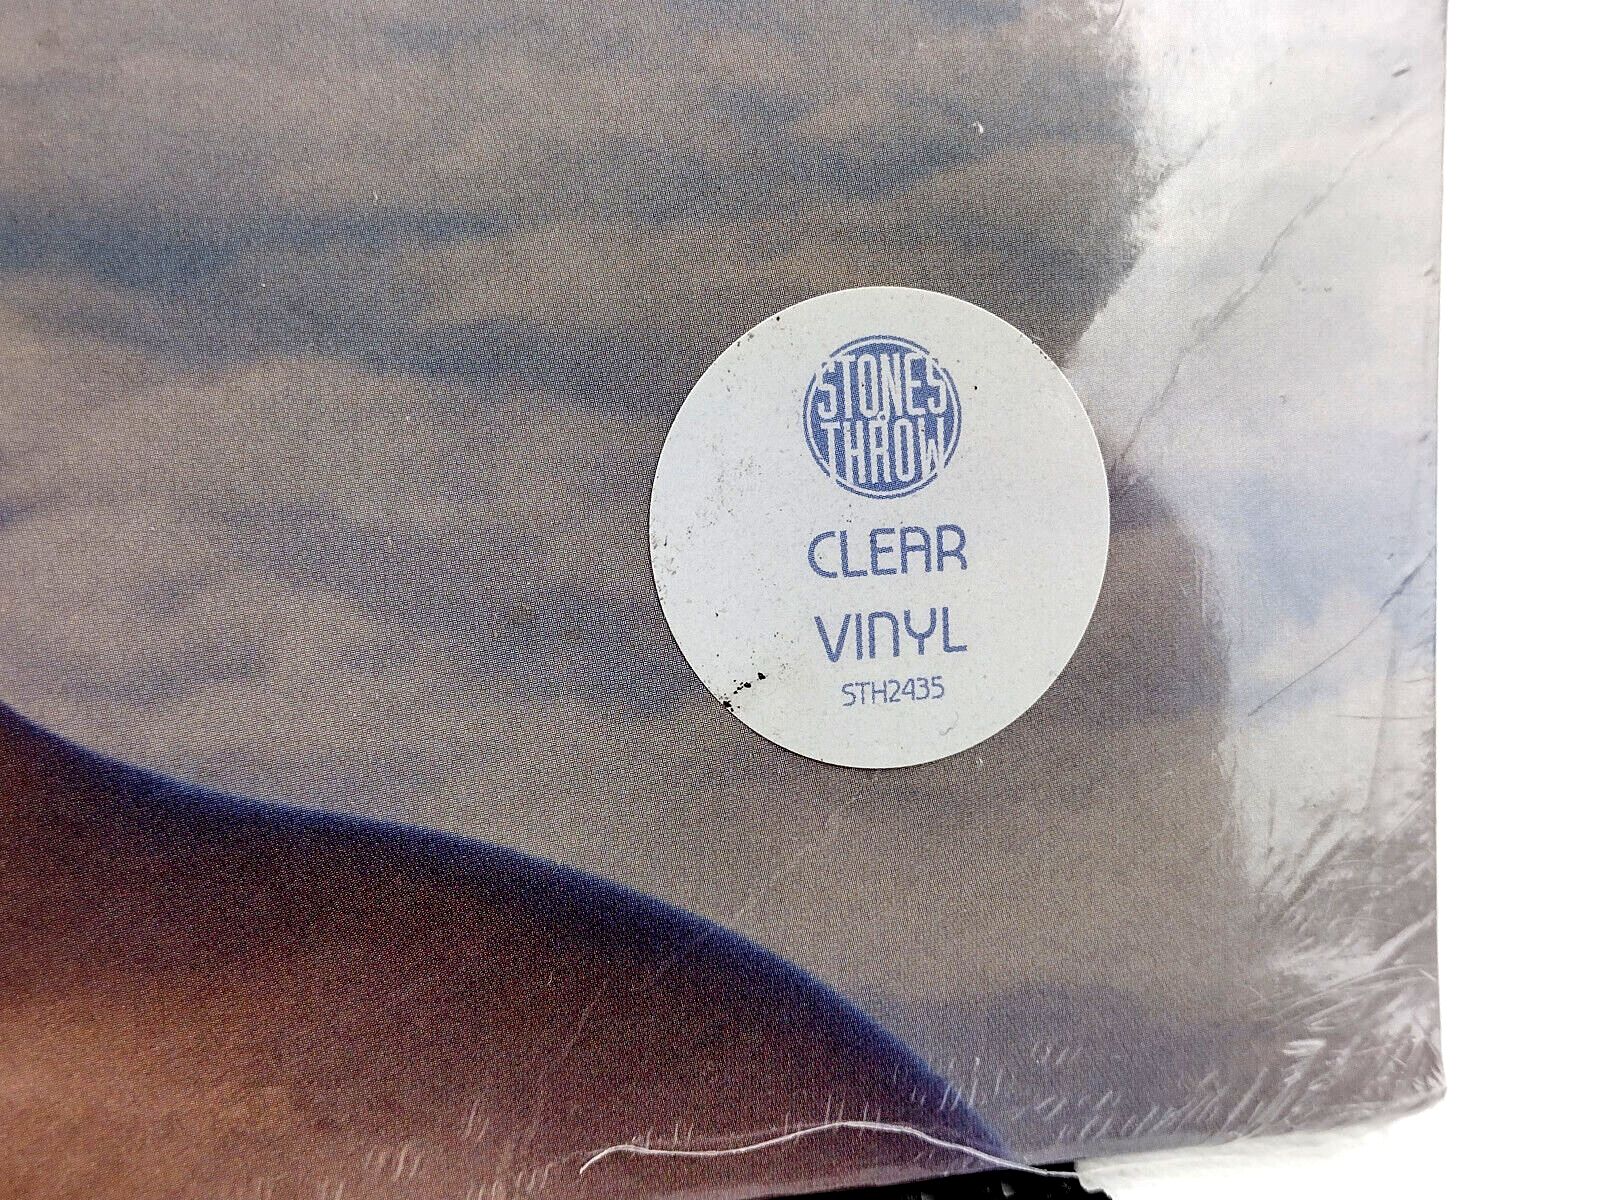 STONES
THROW
CLEAR
VINYL
STH2435